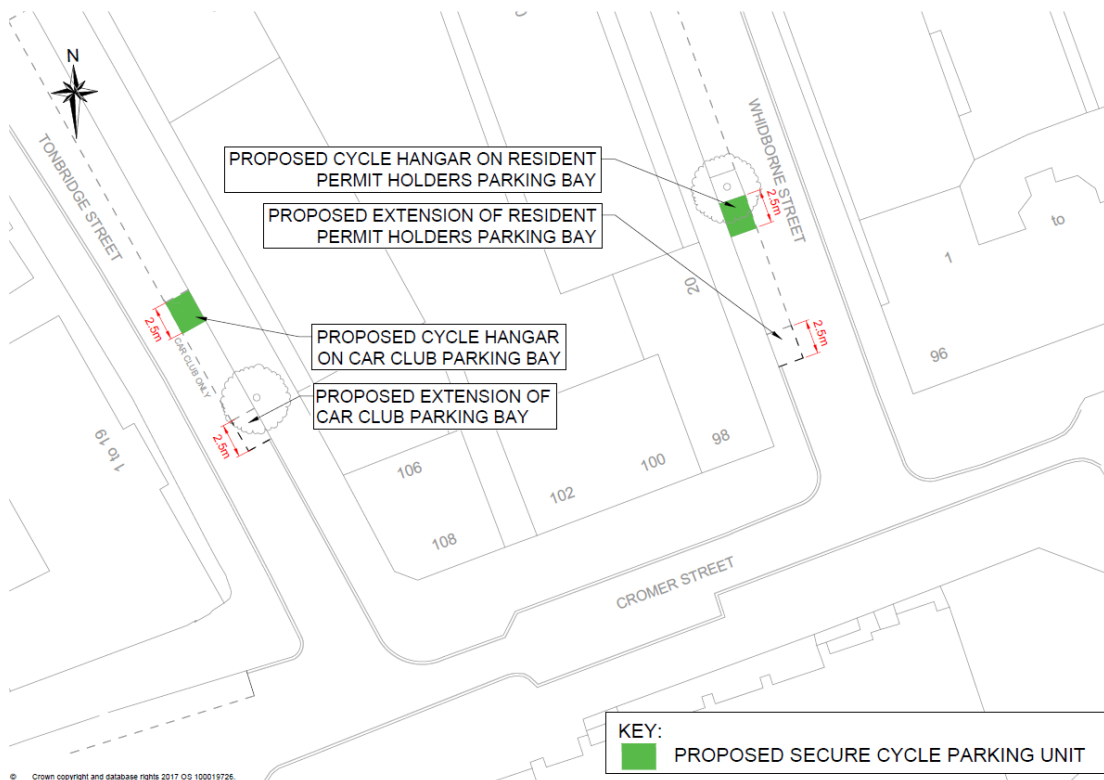 N
TONBRIDGE STREET
WHIDBORNE STREET
PROPOSED CYCLE HANGAR ON RESIDENT
PERMIT HOLDERS PARKING BAY
2.5m
PROPOSED EXTENSION OF RESIDENT
PERMIT HOLDERS PARKING BAY
to
1
20
2.5m
PROPOSED CYCLE HANGAR
ON CAR CLUB PARKING BAY
2.5m
CAR CLUB ONLY
96
PROPOSED EXTENSION OF
CAR CLUB PARKING BAY
2.5m
1 to 19
98
100
106
102
108
CROMER STREET
KEY:
PROPOSED SECURE CYCLE PARKING UNIT
© Crown copyright and database rights 2017 OS 100019726.